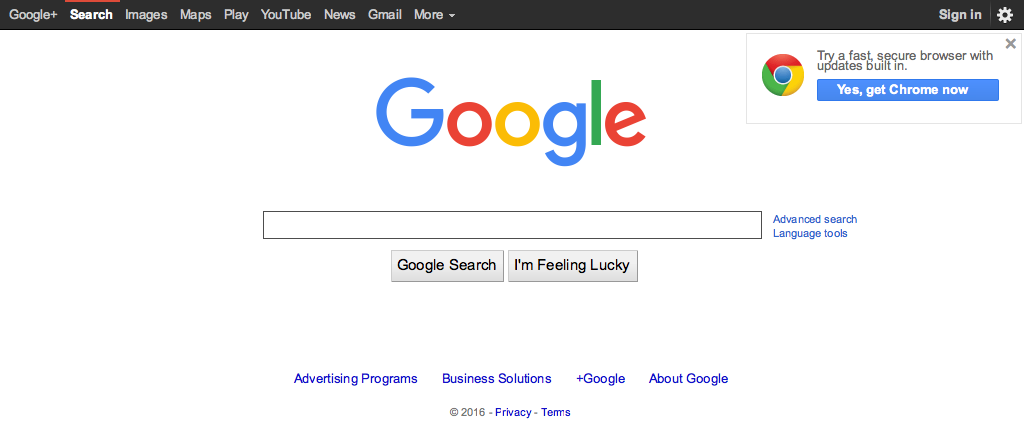 Google+ Search Images Maps Play YouTube News Gmail More Sign in
Try a fast, secure browser with
updates built in.
Yes, get Chrome now
Google
Advanced search
Language tools
Google Search I'm Feeling Lucky
Advertising Programs Business Solutions +Google About Google
© 2016 - Privacy - Terms